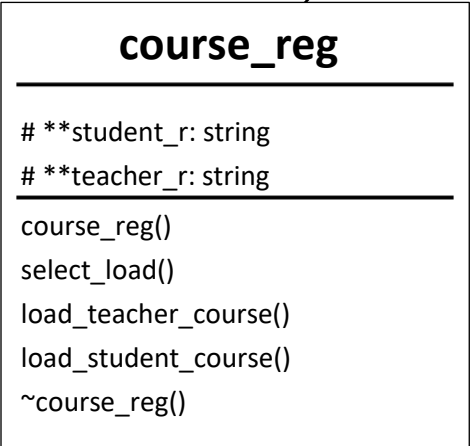 course_reg
# **student_r: string
# **teacher_r: string
course_reg()
select_load()
load_teacher_course()
load_student_course()
~course_reg()